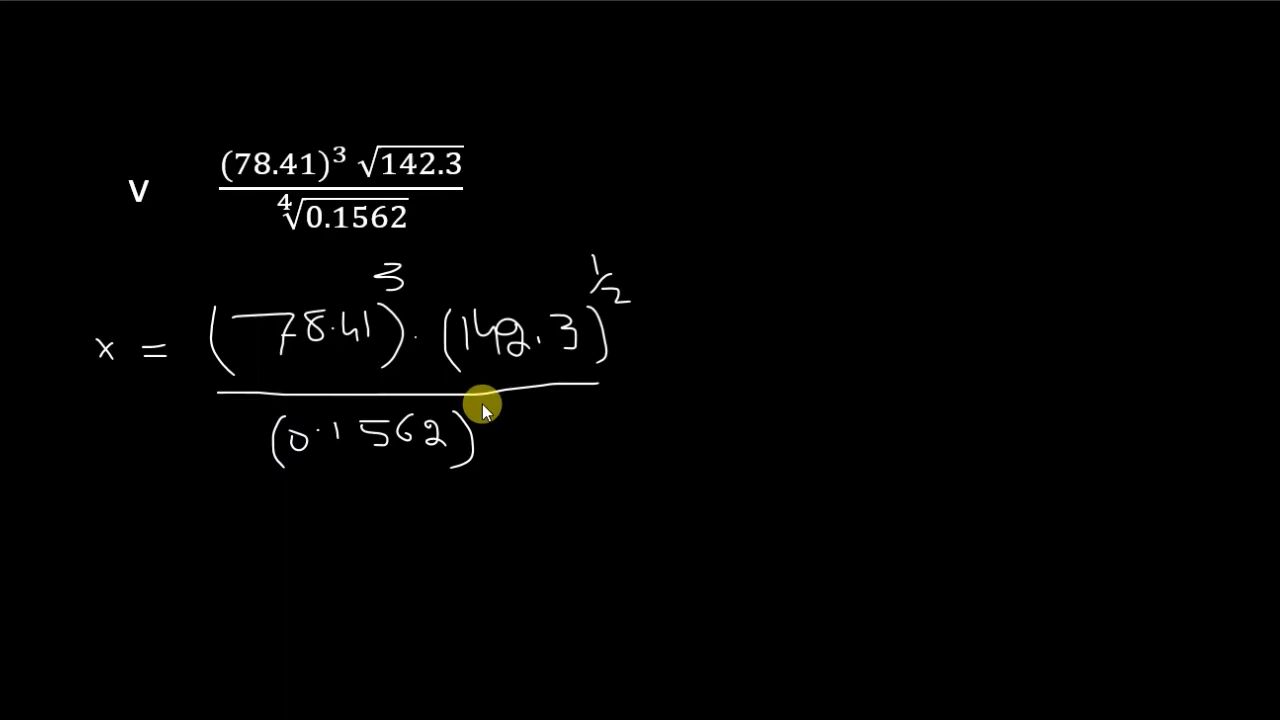 v (78.41)³ √142.3 / ⁴√0.1562
x = (78.41)³ · (142.3)^1/2
(0.1562)